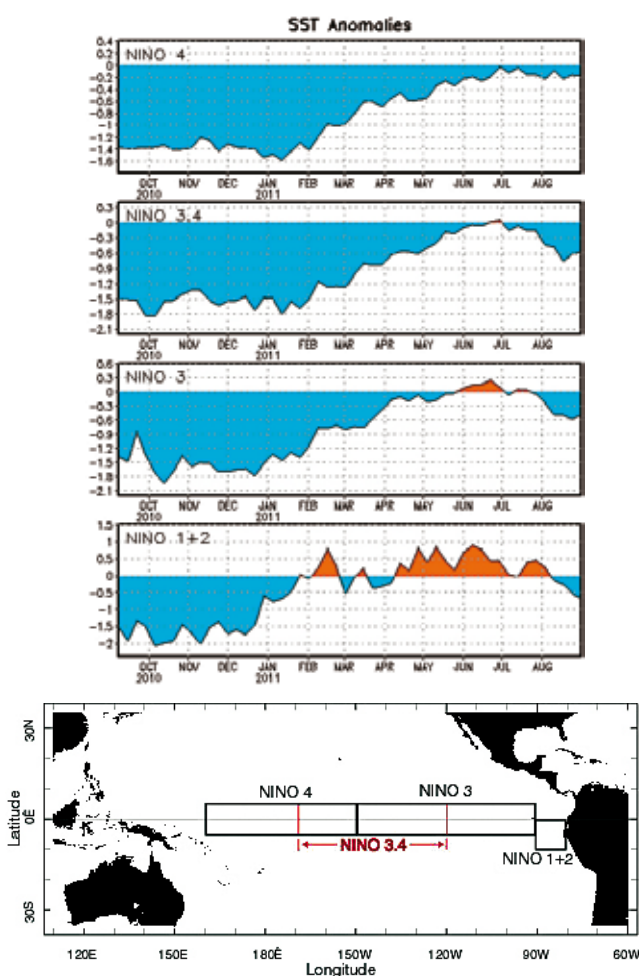 SST Anomalies
NINO 4
0.4
0.2
0
-0.2
-0.4
-0.6
-0.8
-1
-1.2
-1.4
-1.6
OCT NOV DEC JAN FEB MAR APR MAY JUN JUL AUG
2010 2011
NINO 3.4
0.3
0
-0.3
-0.6
-0.9
-1.2
-1.5
-1.8
-2.1
OCT NOV DEC JAN FEB MAR APR MAY JUN JUL AUG
2010 2011
NINO 3
0.6
0.3
0
-0.3
-0.6
-0.9
-1.2
-1.5
-1.8
-2.1
OCT NOV DEC JAN FEB MAR APR MAY JUN JUL AUG
2010 2011
NINO 1+2
1.5
1
0.5
0
-0.5
-1
-1.5
-2
OCT NOV DEC JAN FEB MAR APR MAY JUN JUL AUG
2010 2011
30N
NINO 4 NINO 3
Latitude
0E
NINO 3.4
NINO 1+2
30S
120E 150E 180E 150W 120W 90W 60W
Longitude